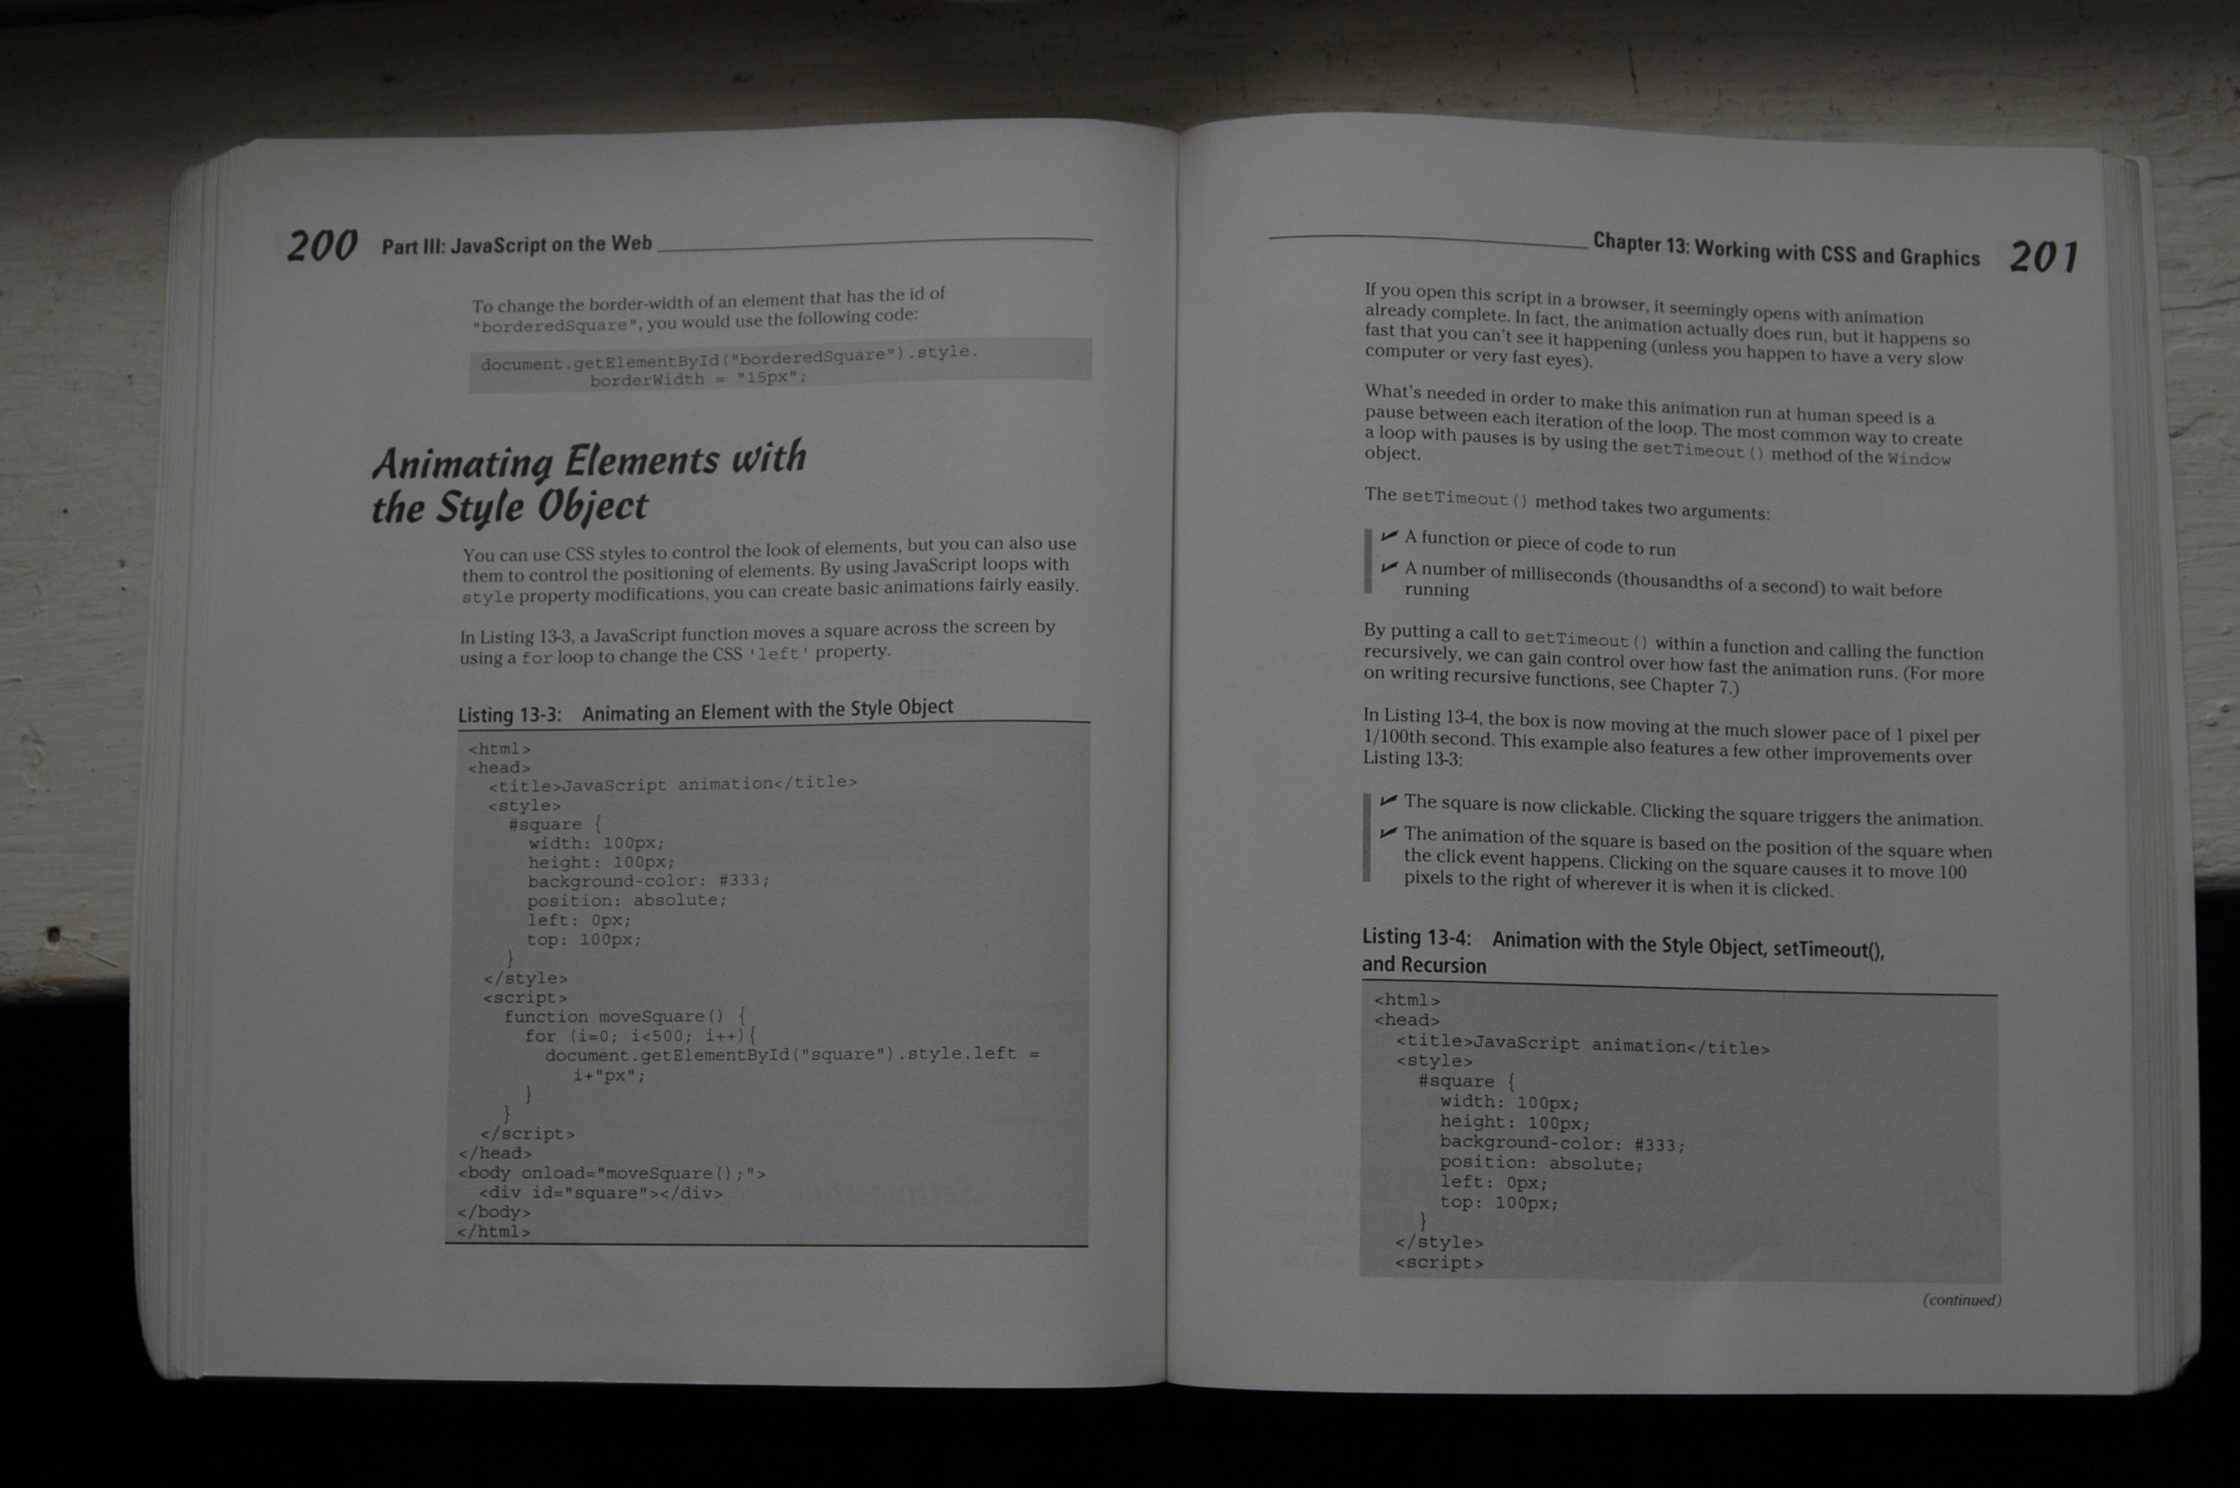 200 Part III: JavaScript on the Web
To change the border-width of an element that has the id of
"borderedSquare", you would use the following code:
document.getElementById("borderedSquare").style.
borderWidth = "15px";
Animating Elements with
the Style Object
You can use CSS styles to control the look of elements, but you can also use
them to control the positioning of elements. By using JavaScript loops with
style property modifications, you can create basic animations fairly easily.
In Listing 13-3, a JavaScript function moves a square across the screen by
using a for loop to change the CSS 'left' property.
Listing 13-3: Animating an Element with the Style Object
<html>
<head>
<title>JavaScript animation</title>
<style>
#square {
width: 100px;
height: 100px;
background-color: #333;
position: absolute;
left: 0px;
top: 100px;
}
</style>
<script>
function moveSquare() {
for (i=0; i<500; i++){
document.getElementById("square").style.left =
i+"px";
}
}
</script>
</head>
<body onload="moveSquare();">
<div id="square"></div>
</body>
</html>
Chapter 13: Working with CSS and Graphics 201
If you open this script in a browser, it seemingly opens with animation
already complete. In fact, the animation actually does run, but it happens so
fast that you can't see it happening (unless you happen to have a very slow
computer or very fast eyes).
What's needed in order to make this animation run at human speed is a
pause between each iteration of the loop. The most common way to create
a loop with pauses is by using the setTimeout() method of the Window
object.
The setTimeout() method takes two arguments:
✓ A function or piece of code to run
✓ A number of milliseconds (thousandths of a second) to wait before
running
By putting a call to setTimeout() within a function and calling the function
recursively, we can gain control over how fast the animation runs. (For more
on writing recursive functions, see Chapter 7.)
In Listing 13-4, the box is now moving at the much slower pace of 1 pixel per
1/100th second. This example also features a few other improvements over
Listing 13-3:
✓ The square is now clickable. Clicking the square triggers the animation.
✓ The animation of the square is based on the position of the square when
the click event happens. Clicking on the square causes it to move 100
pixels to the right of wherever it is when it is clicked.
Listing 13-4: Animation with the Style Object, setTimeout(),
and Recursion
<html>
<head>
<title>JavaScript animation</title>
<style>
#square {
width: 100px;
height: 100px;
background-color: #333;
position: absolute;
left: 0px;
top: 100px;
}
</style>
<script>
(continued)